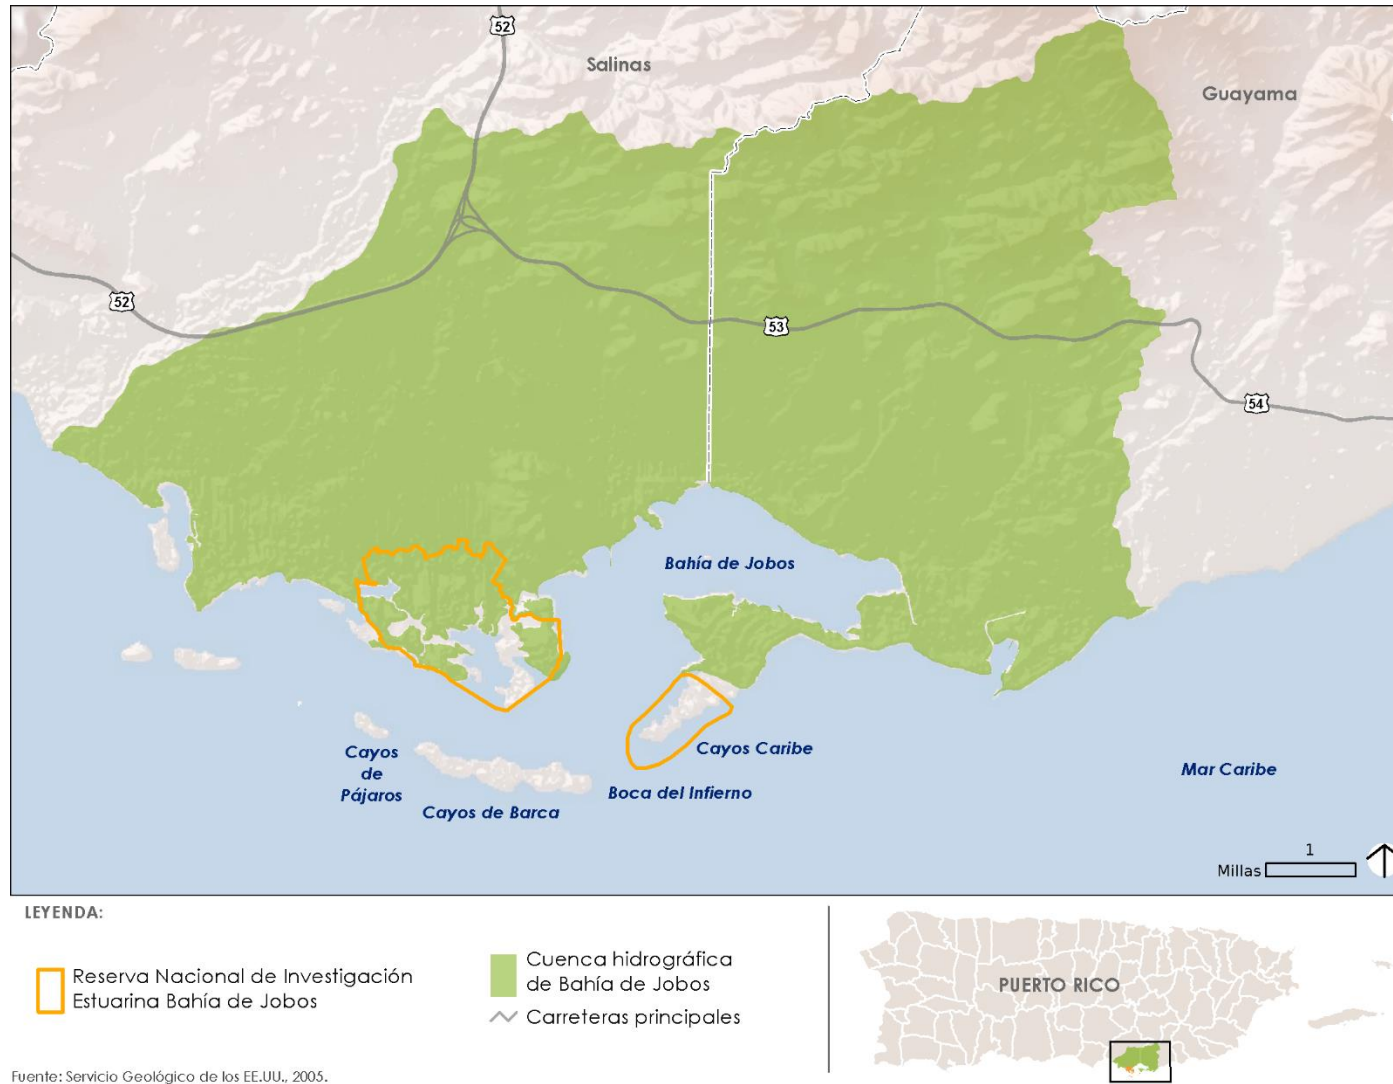 52
Salinas
Guayama
52
53
54
Bahía de Jobos
Cayos
de
Pájaros
Cayos de Barca
Cayos Caribe
Boca del Infierno
Mar Caribe
1
Millas
LEYENDA:
Reserva Nacional de Investigación
Estuarina Bahía de Jobos
Cuenca hidrográfica
de Bahía de Jobos
Carreteras principales
PUERTO RICO
Fuente: Servicio Geológico de los EE.UU., 2005.